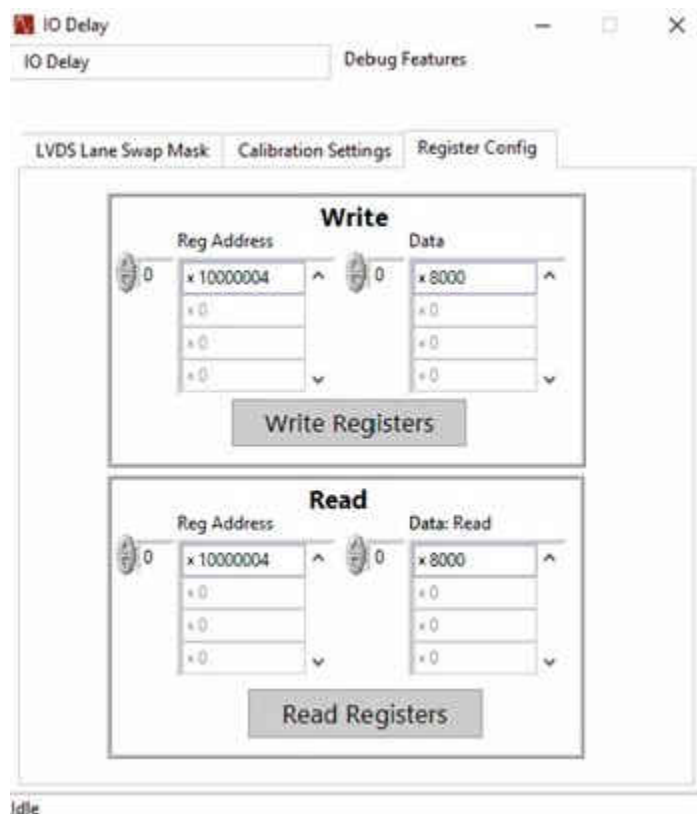 IO Delay
IO Delay Debug Features
LVDS Lane Swap Mask Calibration Settings Register Config
Write
Reg Address Data
0 x 10000004 0 x 8000
x 0 x 0
x 0 x 0
x 0 x 0
Write Registers
Read
Reg Address Data: Read
0 x 10000004 0 x 8000
x 0 x 0
x 0 x 0
x 0 x 0
Read Registers
Idle